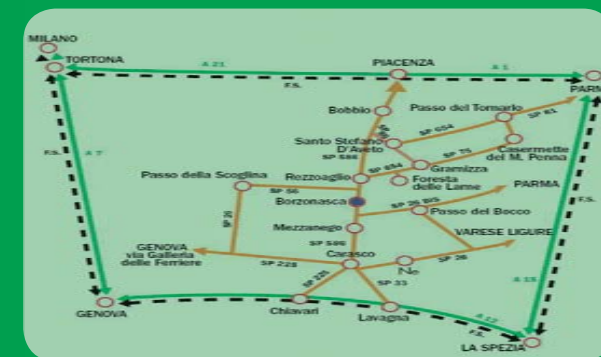 MILANO
TORTONA
A 21
PIACENZA
A 1
F.S.
PARMA
Bobbio
Passo del Tomarlo
SP 81
SP 654
Santo Stefano
D'Aveto
SP 586
Casermette
del M. Penna
SP 75
Gramizza
SP 654
Rezzoaglio
Foresta
delle Lame
F.S.
A 7
Passo della Scoglina
SP 56
Borzonasca
PARMA
SP 26 BIS
Passo del Bocco
F.S.
Mezzanego
VARESE LIGURE
GENOVA
via Galleria
delle Ferriere
SP 586
Carasco
SP 26
SP 228
Ne
SP 225
SP 33
A 15
GENOVA
Chiavari
Lavagna
A 12
F.S.
LA SPEZIA